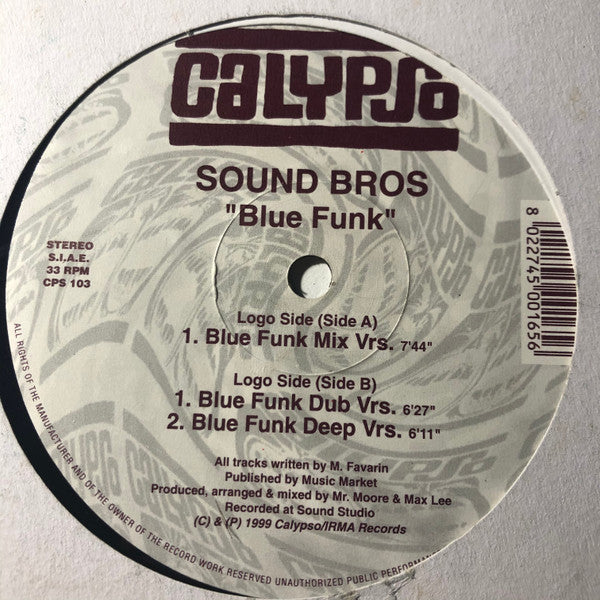 CALYPSO
SOUND BROS
"Blue Funk"
STEREO
S.I.A.E.
33 RPM
CPS 103
Logo Side (Side A)
1. Blue Funk Mix Vrs. 7'44"
Logo Side (Side B)
1. Blue Funk Dub Vrs. 6'27"
2. Blue Funk Deep Vrs. 6'11"
All tracks written by M. Favarin
Published by Music Market
Produced, arranged & mixed by Mr. Moore & Max Lee
Recorded at Sound Studio
(C) & (P) 1999 Calypso/IRMA Records
8 022745 001656
ALL RIGHTS OF THE MANUFACTURER AND OF THE OWNER OF THE RECORD WORK RESERVED UNAUTHORIZED PUBLIC